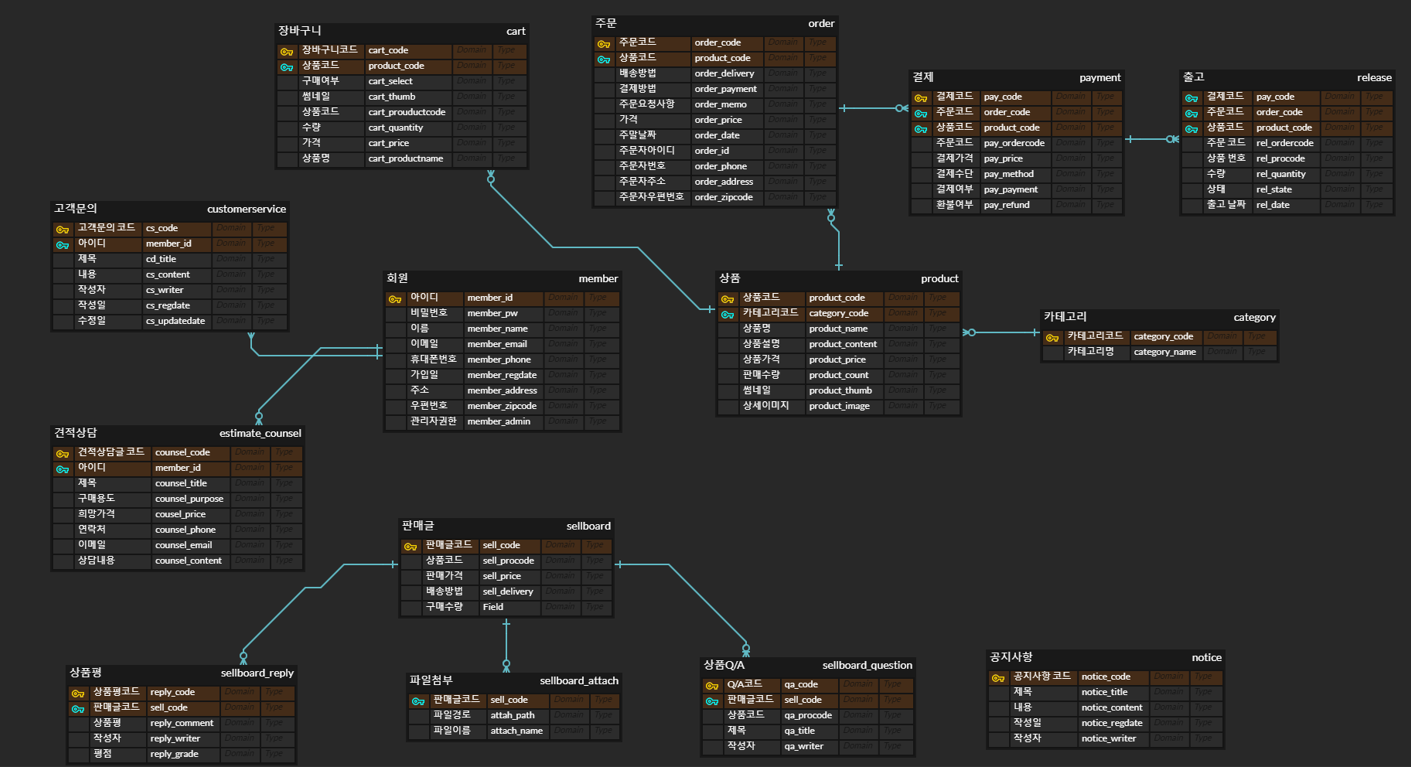 장바구니 cart
장바구니코드 cart_code Domain Type
상품코드 product_code Domain Type
구매여부 cart_select Domain Type
썸네일 cart_thumb Domain Type
상품코드 cart_prouductcode Domain Type
수량 cart_quantity Domain Type
가격 cart_price Domain Type
상품명 cart_productname Domain Type
주문 order
주문코드 order_code Domain Type
상품코드 product_code Domain Type
배송방법 order_delivery Domain Type
결제방법 order_payment Domain Type
주문요청사항 order_memo Domain Type
가격 order_price Domain Type
주말날짜 order_date Domain Type
주문자아이디 order_id Domain Type
주문자번호 order_phone Domain Type
주문자주소 order_address Domain Type
주문자우편번호 order_zipcode Domain Type
결제 payment
결제코드 pay_code Domain Type
주문코드 order_code Domain Type
상품코드 product_code Domain Type
주문코드 pay_ordercode Domain Type
결제가격 pay_price Domain Type
결제수단 pay_method Domain Type
결제여부 pay_payment Domain Type
환불여부 pay_refund Domain Type
출고 release
결제코드 pay_code Domain Type
주문코드 order_code Domain Type
상품코드 product_code Domain Type
주문 코드 rel_ordercode Domain Type
상품 번호 rel_procode Domain Type
수량 rel_quantity Domain Type
상태 rel_state Domain Type
출고 날짜 rel_date Domain Type
고객문의 customerservice
고객문의 코드 cs_code Domain Type
아이디 member_id Domain Type
제목 cd_title Domain Type
내용 cs_content Domain Type
작성자 cs_writer Domain Type
작성일 cs_regdate Domain Type
수정일 cs_updatedate Domain Type
회원 member
아이디 member_id Domain Type
비밀번호 member_pw Domain Type
이름 member_name Domain Type
이메일 member_email Domain Type
휴대폰번호 member_phone Domain Type
가입일 member_regdate Domain Type
주소 member_address Domain Type
우편번호 member_zipcode Domain Type
관리자권한 member_admin Domain Type
상품 product
상품코드 product_code Domain Type
카테고리코드 category_code Domain Type
상품명 product_name Domain Type
상품설명 product_content Domain Type
상품가격 product_price Domain Type
판매수량 product_count Domain Type
썸네일 product_thumb Domain Type
상세이미지 product_image Domain Type
카테고리 category
카테고리코드 category_code Domain Type
카테고리명 category_name Domain Type
견적상담 estimate_counsel
견적상담글 코드 counsel_code Domain Type
아이디 member_id Domain Type
제목 counsel_title Domain Type
구매용도 counsel_purpose Domain Type
희망가격 cousel_price Domain Type
연락처 counsel_phone Domain Type
이메일 counsel_email Domain Type
상담내용 counsel_content Domain Type
판매글 sellboard
판매글코드 sell_code Domain Type
상품코드 sell_procode Domain Type
판매가격 sell_price Domain Type
배송방법 sell_delivery Domain Type
구매수량 Field Domain Type
상품평 sellboard_reply
상품평코드 reply_code Domain Type
판매글코드 sell_code Domain Type
상품평 reply_comment Domain Type
작성자 reply_writer Domain Type
평점 reply_grade Domain Type
파일첨부 sellboard_attach
판매글코드 sell_code Domain Type
파일경로 attah_path Domain Type
파일이름 attach_name Domain Type
상품Q/A sellboard_question
Q/A코드 qa_code Domain Type
판매글코드 sell_code Domain Type
상품코드 qa_procode Domain Type
제목 qa_title Domain Type
작성자 qa_writer Domain Type
공지사항 notice
공지사항 코드 notice_code Domain Type
제목 notice_title Domain Type
내용 notice_content Domain Type
작성일 notice_regdate Domain Type
작성자 notice_writer Domain Type